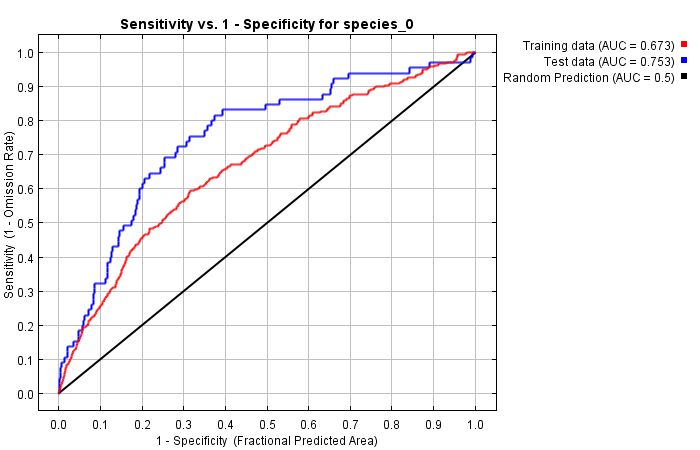 Sensitivity vs. 1 - Specificity for species_0
Training data (AUC = 0.673)
Test data (AUC = 0.753)
Random Prediction (AUC = 0.5)
Sensitivity (1 - Omission Rate)
1.0
0.9
0.8
0.7
0.6
0.5
0.4
0.3
0.2
0.1
0.0
0.0 0.1 0.2 0.3 0.4 0.5 0.6 0.7 0.8 0.9 1.0
1 - Specificity (Fractional Predicted Area)